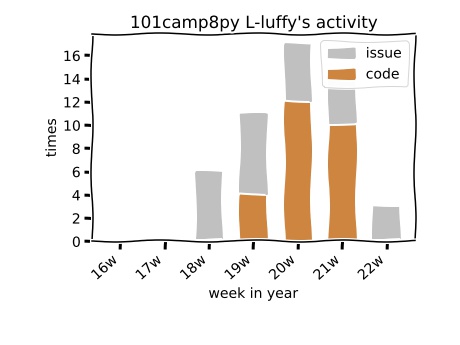 101camp8py L-luffy's activity
issue
code
16
14
12
10
8
6
4
2
0
times
16w 17w 18w 19w 20w 21w 22w
week in year